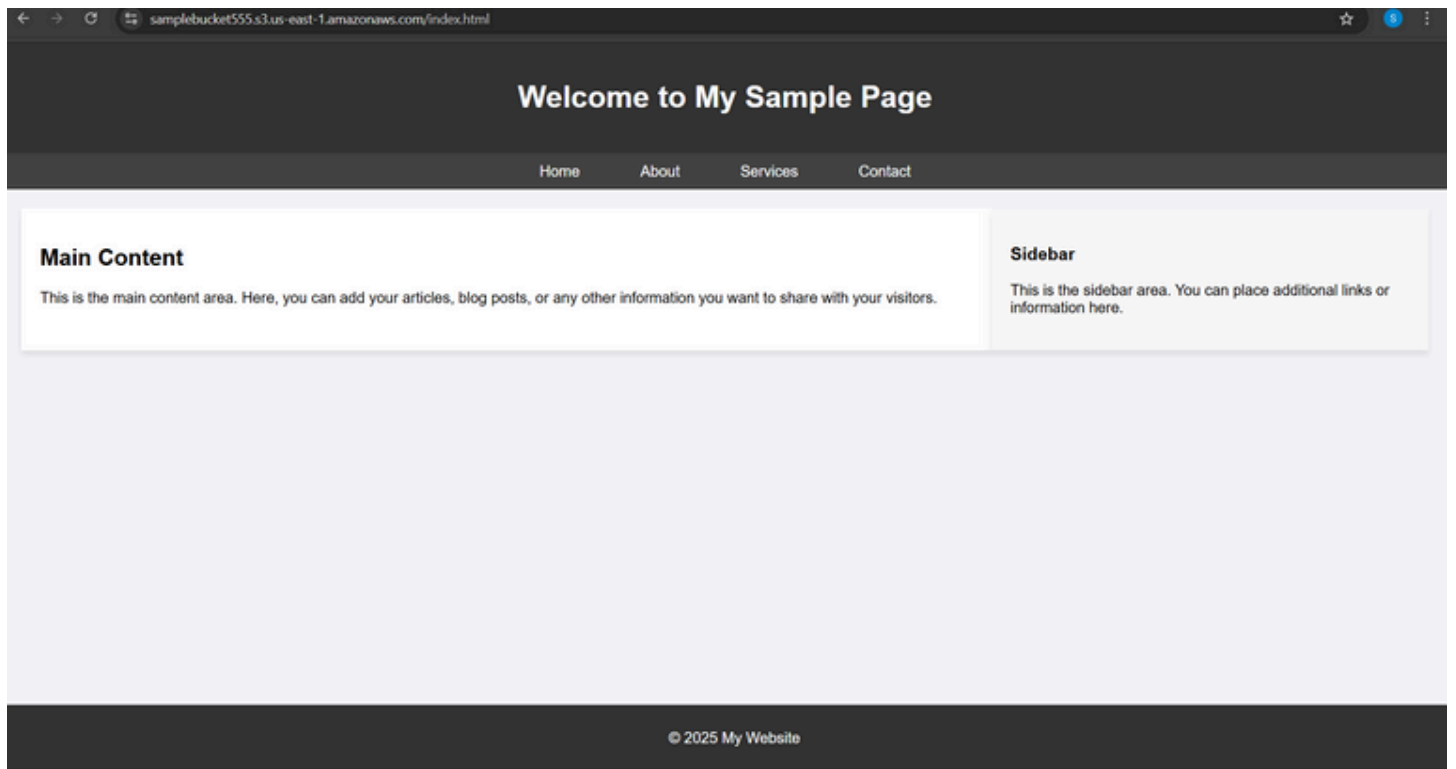 samplebucket555.s3.us-east-1.amazonaws.com/index.html
S
Welcome to My Sample Page
Home About Services Contact
Main Content
This is the main content area. Here, you can add your articles, blog posts, or any other information you want to share with your visitors.
Sidebar
This is the sidebar area. You can place additional links or
information here.
© 2025 My Website